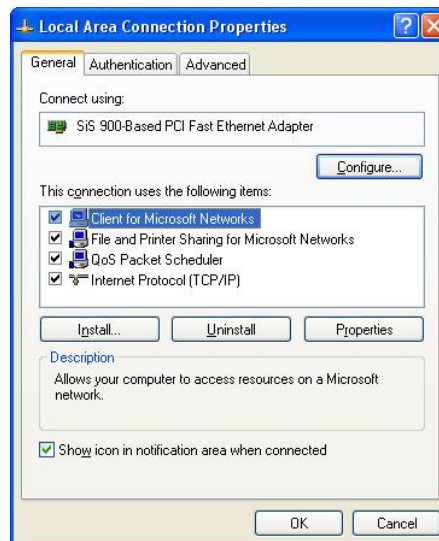 Local Area Connection Properties
General Authentication Advanced
Connect using:
SiS 900-Based PCI Fast Ethernet Adapter
Configure...
This connection uses the following items:
Client for Microsoft Networks
File and Printer Sharing for Microsoft Networks
QoS Packet Scheduler
Internet Protocol (TCP/IP)
Install... Uninstall Properties
Description
Allows your computer to access resources on a Microsoft
network.
Show icon in notification area when connected
OK Cancel